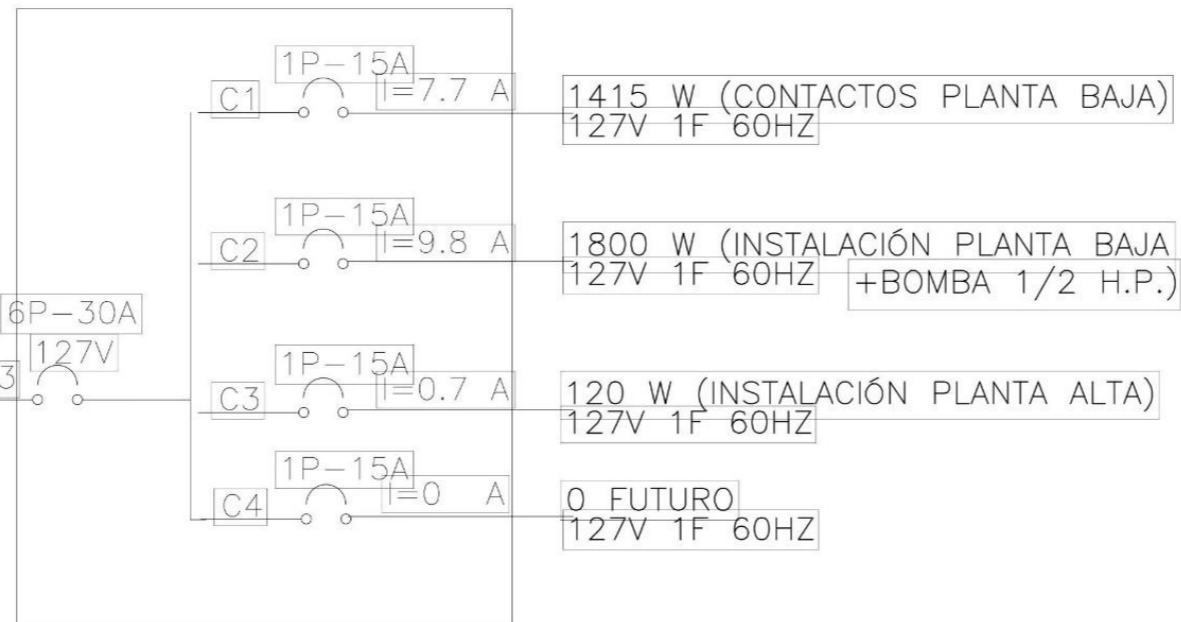 1P-15A
C1
I=7.7 A
1415 W (CONTACTOS PLANTA BAJA)
127V 1F 60HZ
1P-15A
C2
I=9.8 A
1800 W (INSTALACIÓN PLANTA BAJA
127V 1F 60HZ
+BOMBA 1/2 H.P.)
6P-30A
127V
3
1P-15A
C3
I=0.7 A
120 W (INSTALACIÓN PLANTA ALTA)
127V 1F 60HZ
1P-15A
C4
I=0 A
0 FUTURO
127V 1F 60HZ